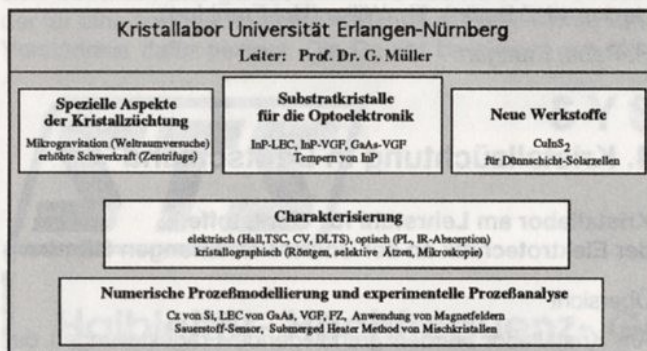 Kristallabor Universität Erlangen-Nürnberg
Leiter: Prof. Dr. G. Müller
Spezielle Aspekte
der Kristallzüchtung
Mikrogravitation (Weltraumversuche)
erhöhte Schwerkraft (Zentrifuge)
Substratkristalle
für die Optoelektronik
InP-LEC, InP-VGF, GaAs-VGF
Tempern von InP
Neue Werkstoffe
CuInS2
für Dünnschicht-Solarzellen
Charakterisierung
elektrisch (Hall,TSC, CV, DLTS), optisch (PL, IR-Absorption)
kristallographisch (Röntgen, selektive Ätzen, Mikroskopie)
Numerische Prozeßmodellierung und experimentelle Prozeßanalyse
Cz von Si, LEC von GaAs, VGF, FZ, Anwendung von Magnetfeldern
Sauerstoff-Sensor, Submerged Heater Method von Mischkristallen